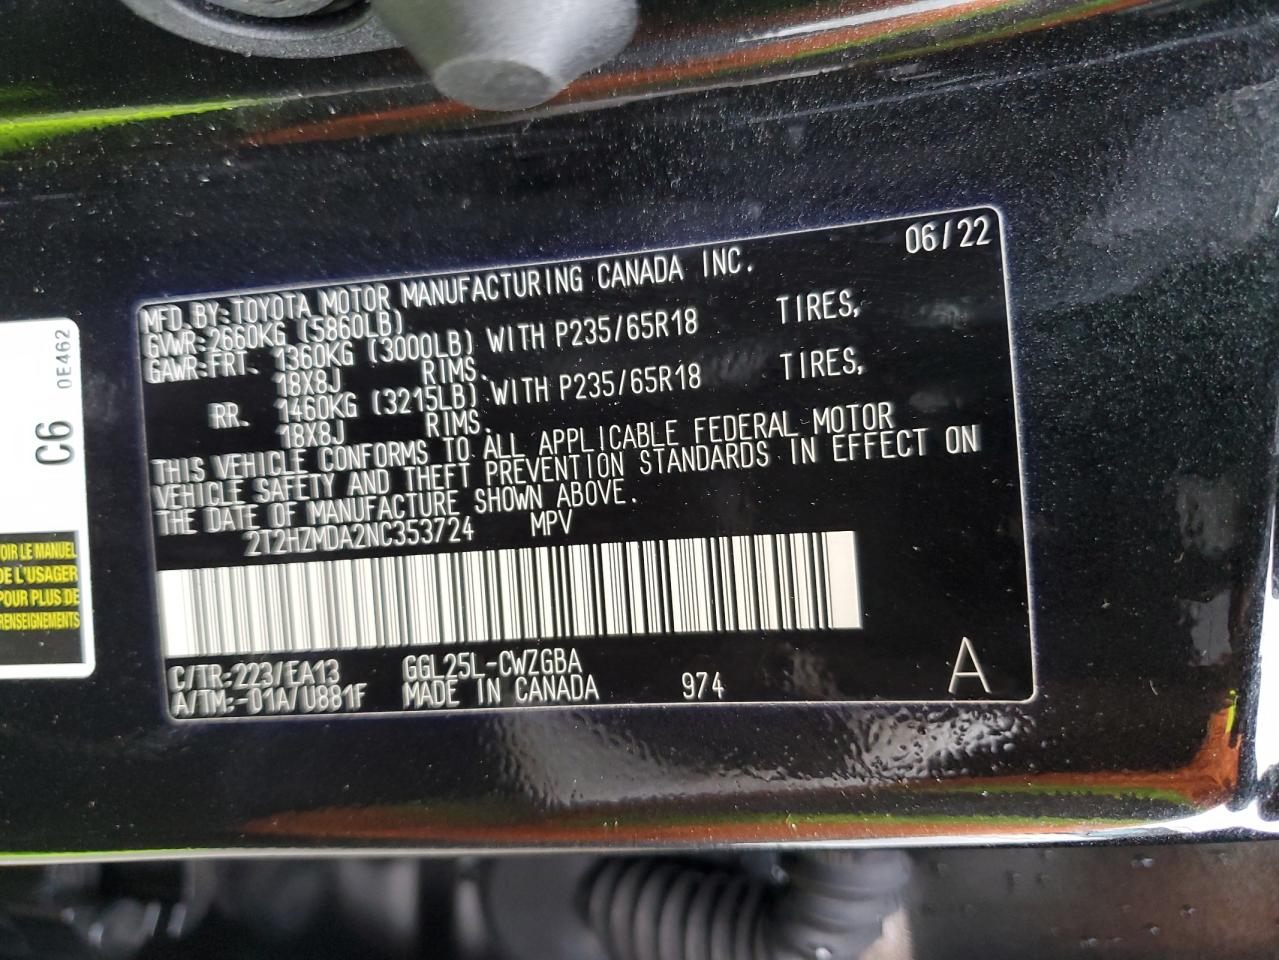 06/22
MFD. BY: TOYOTA MOTOR MANUFACTURING CANADA INC.
GVWR: 2660KG (5860LB)
GAWR: FRT. 1360KG (3000LB) WITH P235/65R18 TIRES,
18X8J RIMS.
RR. 1460KG (3215LB) WITH P235/65R18 TIRES,
18X8J RIMS.
THIS VEHICLE CONFORMS TO ALL APPLICABLE FEDERAL MOTOR
VEHICLE SAFETY AND THEFT PREVENTION STANDARDS IN EFFECT ON
THE DATE OF MANUFACTURE SHOWN ABOVE.
2T2HZMDA2NC353724 MPV
C/TR: 223/EA13 GGL25L-CWZGBA
A/TM: -01A/U881F MADE IN CANADA 974 A
C6 0E462
OIR LE MANUEL
DE L'USAGER
POUR PLUS DE
RENSEIGNEMENTS